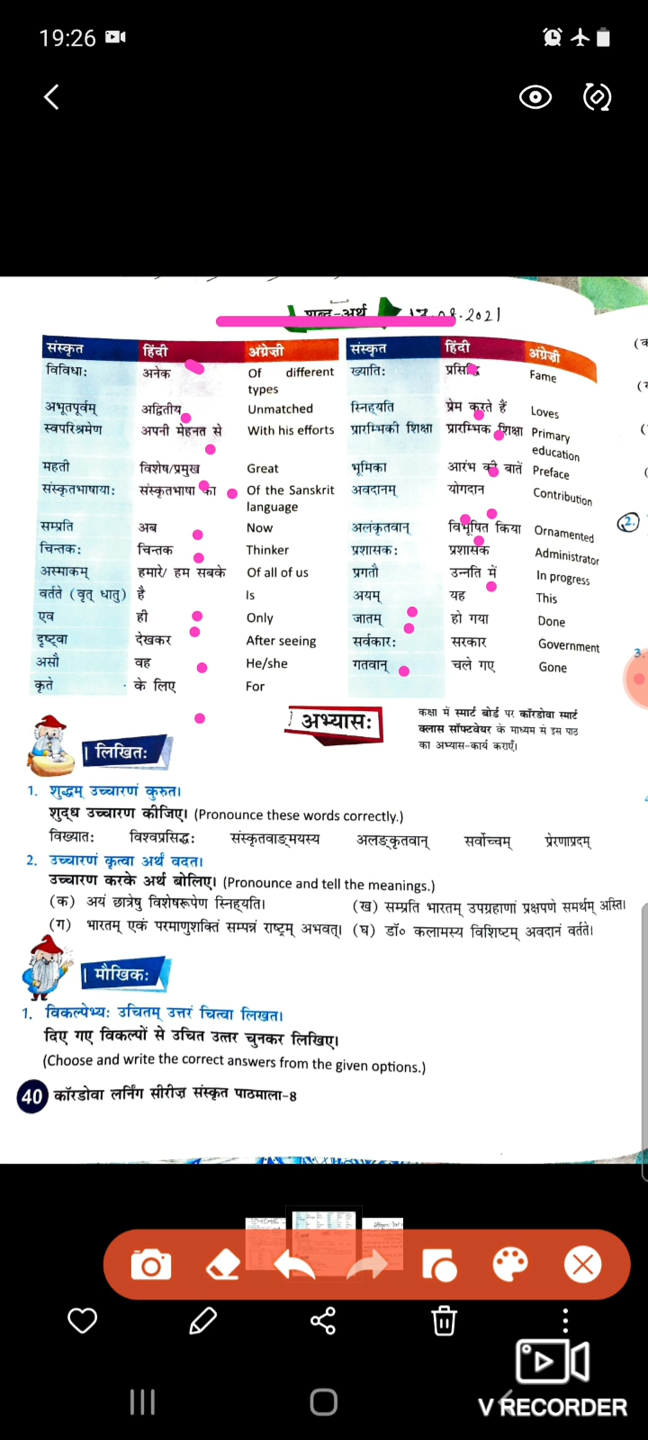 19:26
शब्द-अर्थ 17.08.2021
संस्कृत हिंदी अंग्रेज़ी संस्कृत हिंदी अंग्रेज़ी
विविधाः अनेक Of different types ख्यातिः प्रसिद्धि Fame
अभूतपूर्वम् अद्वितीय Unmatched स्निह्यति प्रेम करते हैं Loves
स्वपरिश्रमेण अपनी मेहनत से With his efforts प्रारम्भिकी शिक्षा प्रारम्भिक शिक्षा Primary education
महती विशेष/प्रमुख Great भूमिका आरंभ की बातें Preface
संस्कृतभाषायाः संस्कृतभाषा का Of the Sanskrit language अवदानम् योगदान Contribution
सम्प्रति अब Now अलंकृतवान् विभूषित किया Ornamented
चिन्तकः चिन्तक Thinker प्रशासकः प्रशासक Administrator
अस्माकम् हमारे/ हम सबके Of all of us प्रगतौ उन्नति में In progress
वर्तते (वृत् धातु) है Is अयम् यह This
एव ही Only जातम् हो गया Done
दृष्ट्वा देखकर After seeing सर्वकारः सरकार Government
असौ वह He/she गतवान् चले गए Gone
कृते के लिए For
अभ्यासः
कक्षा में स्मार्ट बोर्ड पर कॉरडोवा स्मार्ट
क्लास सॉफ्टवेयर के माध्यम से इस पाठ
का अभ्यास-कार्य कराएँ।
लिखितः
1. शुद्धम् उच्चारणं कुरुत।
शुद्ध उच्चारण कीजिए। (Pronounce these words correctly.)
विख्यातः विश्वप्रसिद्धः संस्कृतवाङ्मयस्य अलङ्कृतवान् सर्वोच्चम् प्रेरणाप्रदम्
2. उच्चारणं कृत्वा अर्थं वदत।
उच्चारण करके अर्थ बोलिए। (Pronounce and tell the meanings.)
(क) अयं छात्रेषु विशेषरूपेण स्निह्यति। (ख) सम्प्रति भारतम् उपग्रहाणां प्रक्षपणे समर्थम् अस्ति।
(ग) भारतम् एकं परमाणुशक्तिं सम्पन्नं राष्ट्रम् अभवत्। (घ) डॉ० कलामस्य विशिष्टम् अवदानं वर्तते।
मौखिकः
1. विकल्पेभ्यः उचितम् उत्तरं चित्वा लिखत।
दिए गए विकल्पों से उचित उत्तर चुनकर लिखिए।
(Choose and write the correct answers from the given options.)
40 कॉरडोवा लर्निंग सीरीज़ संस्कृत पाठमाला-8
2.
3.
V RECORDER